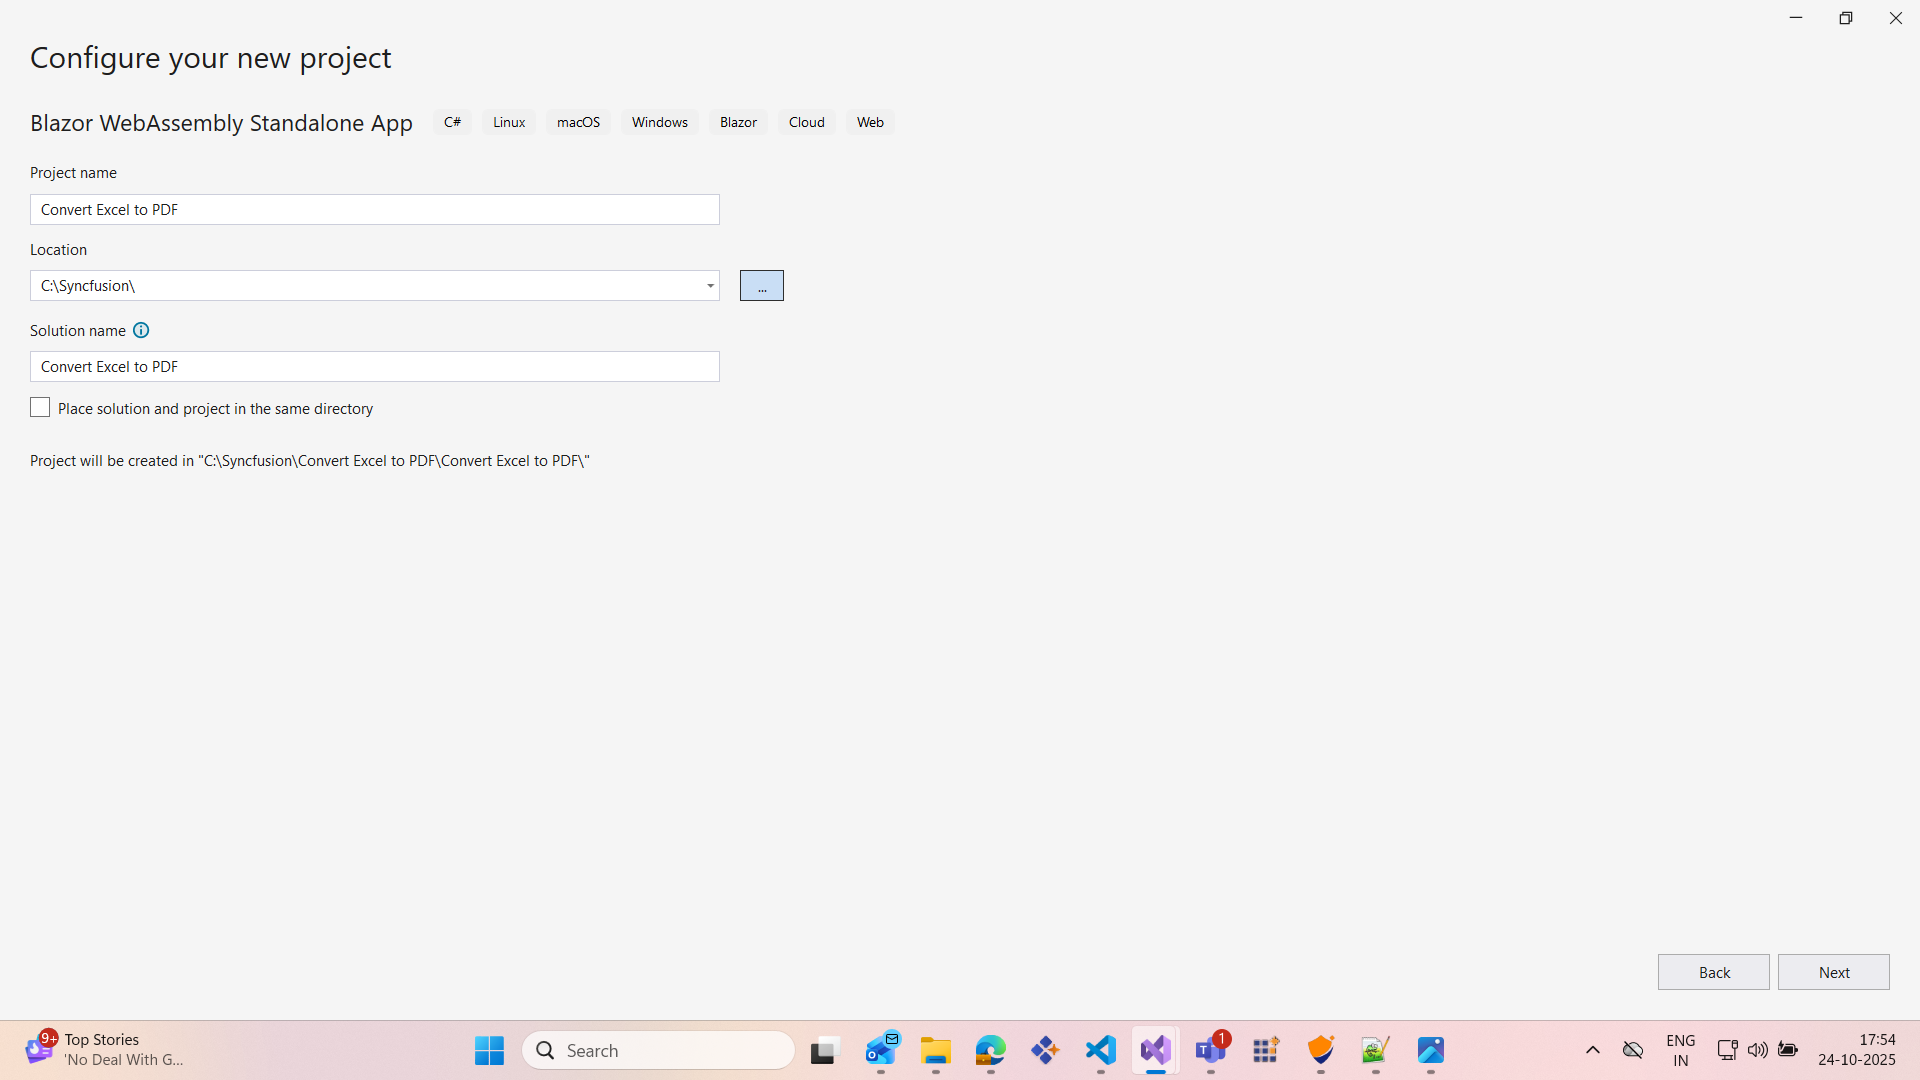 Configure your new project
Blazor WebAssembly Standalone App C# Linux macOS Windows Blazor Cloud Web
Project name
Convert Excel to PDF
Location
C:\Syncfusion\
...
Solution name
Convert Excel to PDF
Place solution and project in the same directory
Project will be created in "C:\Syncfusion\Convert Excel to PDF\Convert Excel to PDF\"
Back Next
9+ Top Stories
'No Deal With G...
Search
1
ENG
IN
17:54
24-10-2025